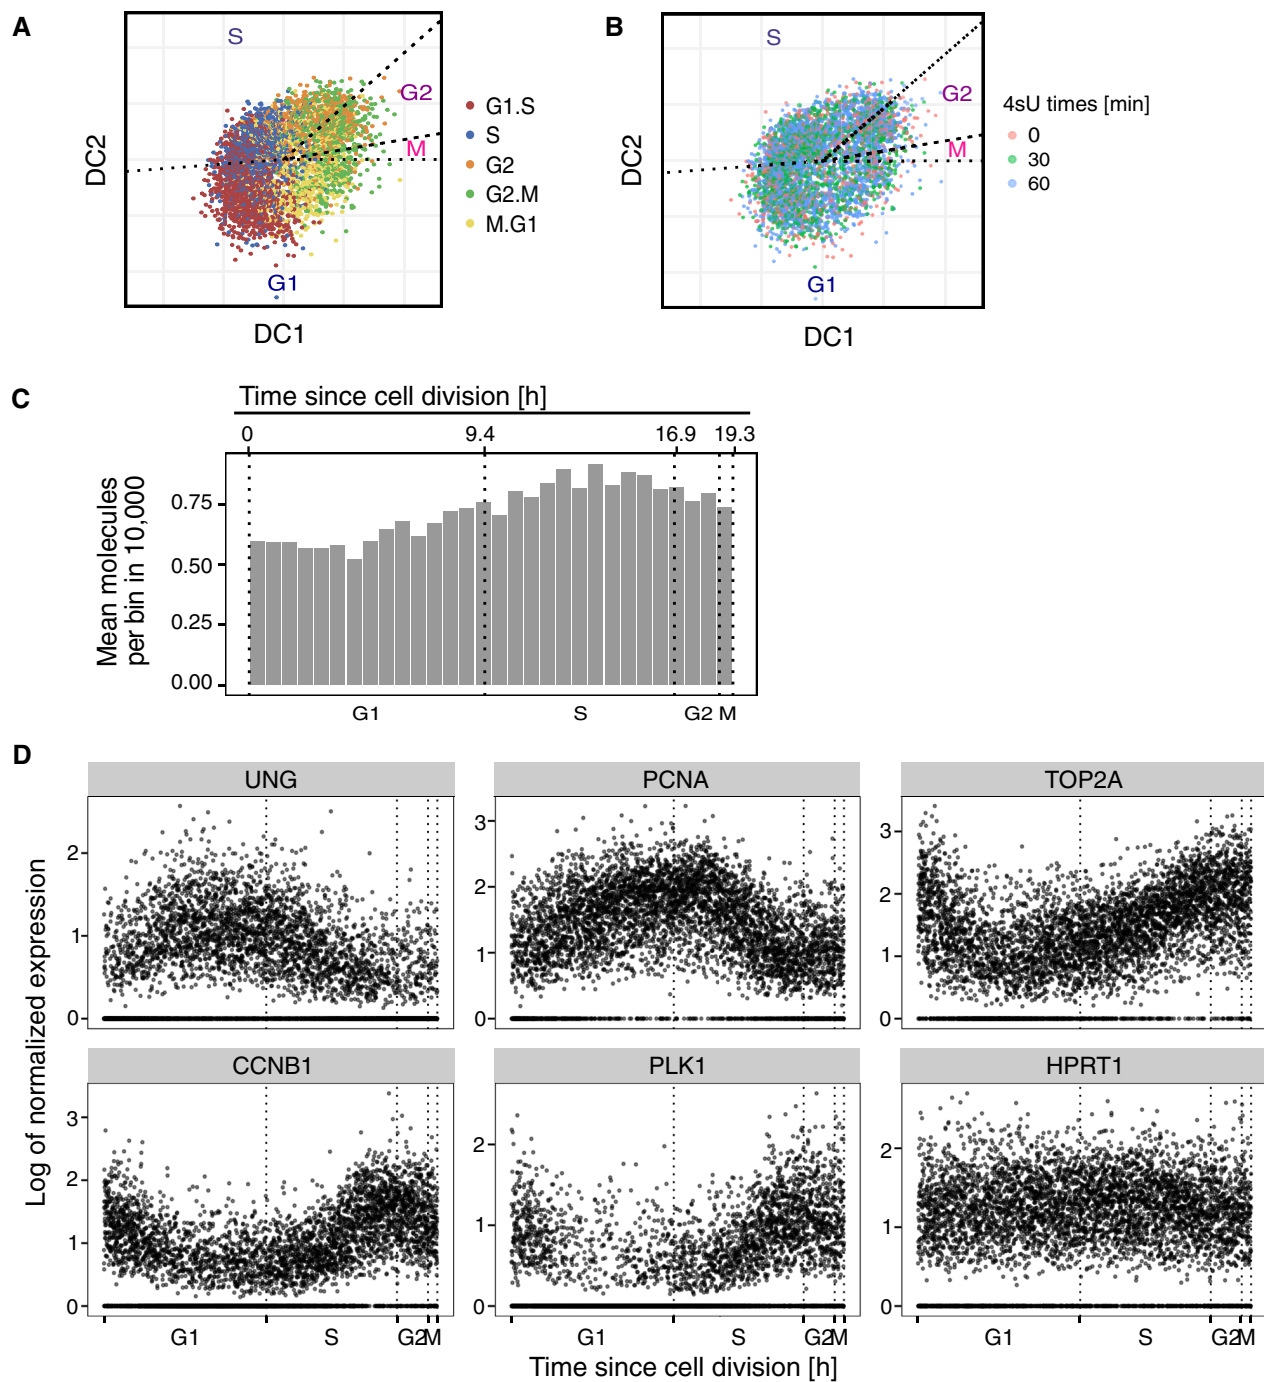 A
S
G2
M
G1
DC2
DC1
G1.S
S
G2
G2.M
M.G1
B
S
G2
M
G1
DC2
DC1
4sU times [min]
0
30
60
C
Time since cell division [h]
0 9.4 16.9 19.3
Mean molecules
per bin in 10,000
0.75
0.50
0.25
0.00
G1 S G2 M
D
Log of normalized expression
UNG
2
1
0
PCNA
3
2
1
0
TOP2A
3
2
1
0
CCNB1
3
2
1
0
G1 S G2 M
PLK1
2
1
0
G1 S G2 M
HPRT1
2
1
0
G1 S G2 M
Time since cell division [h]